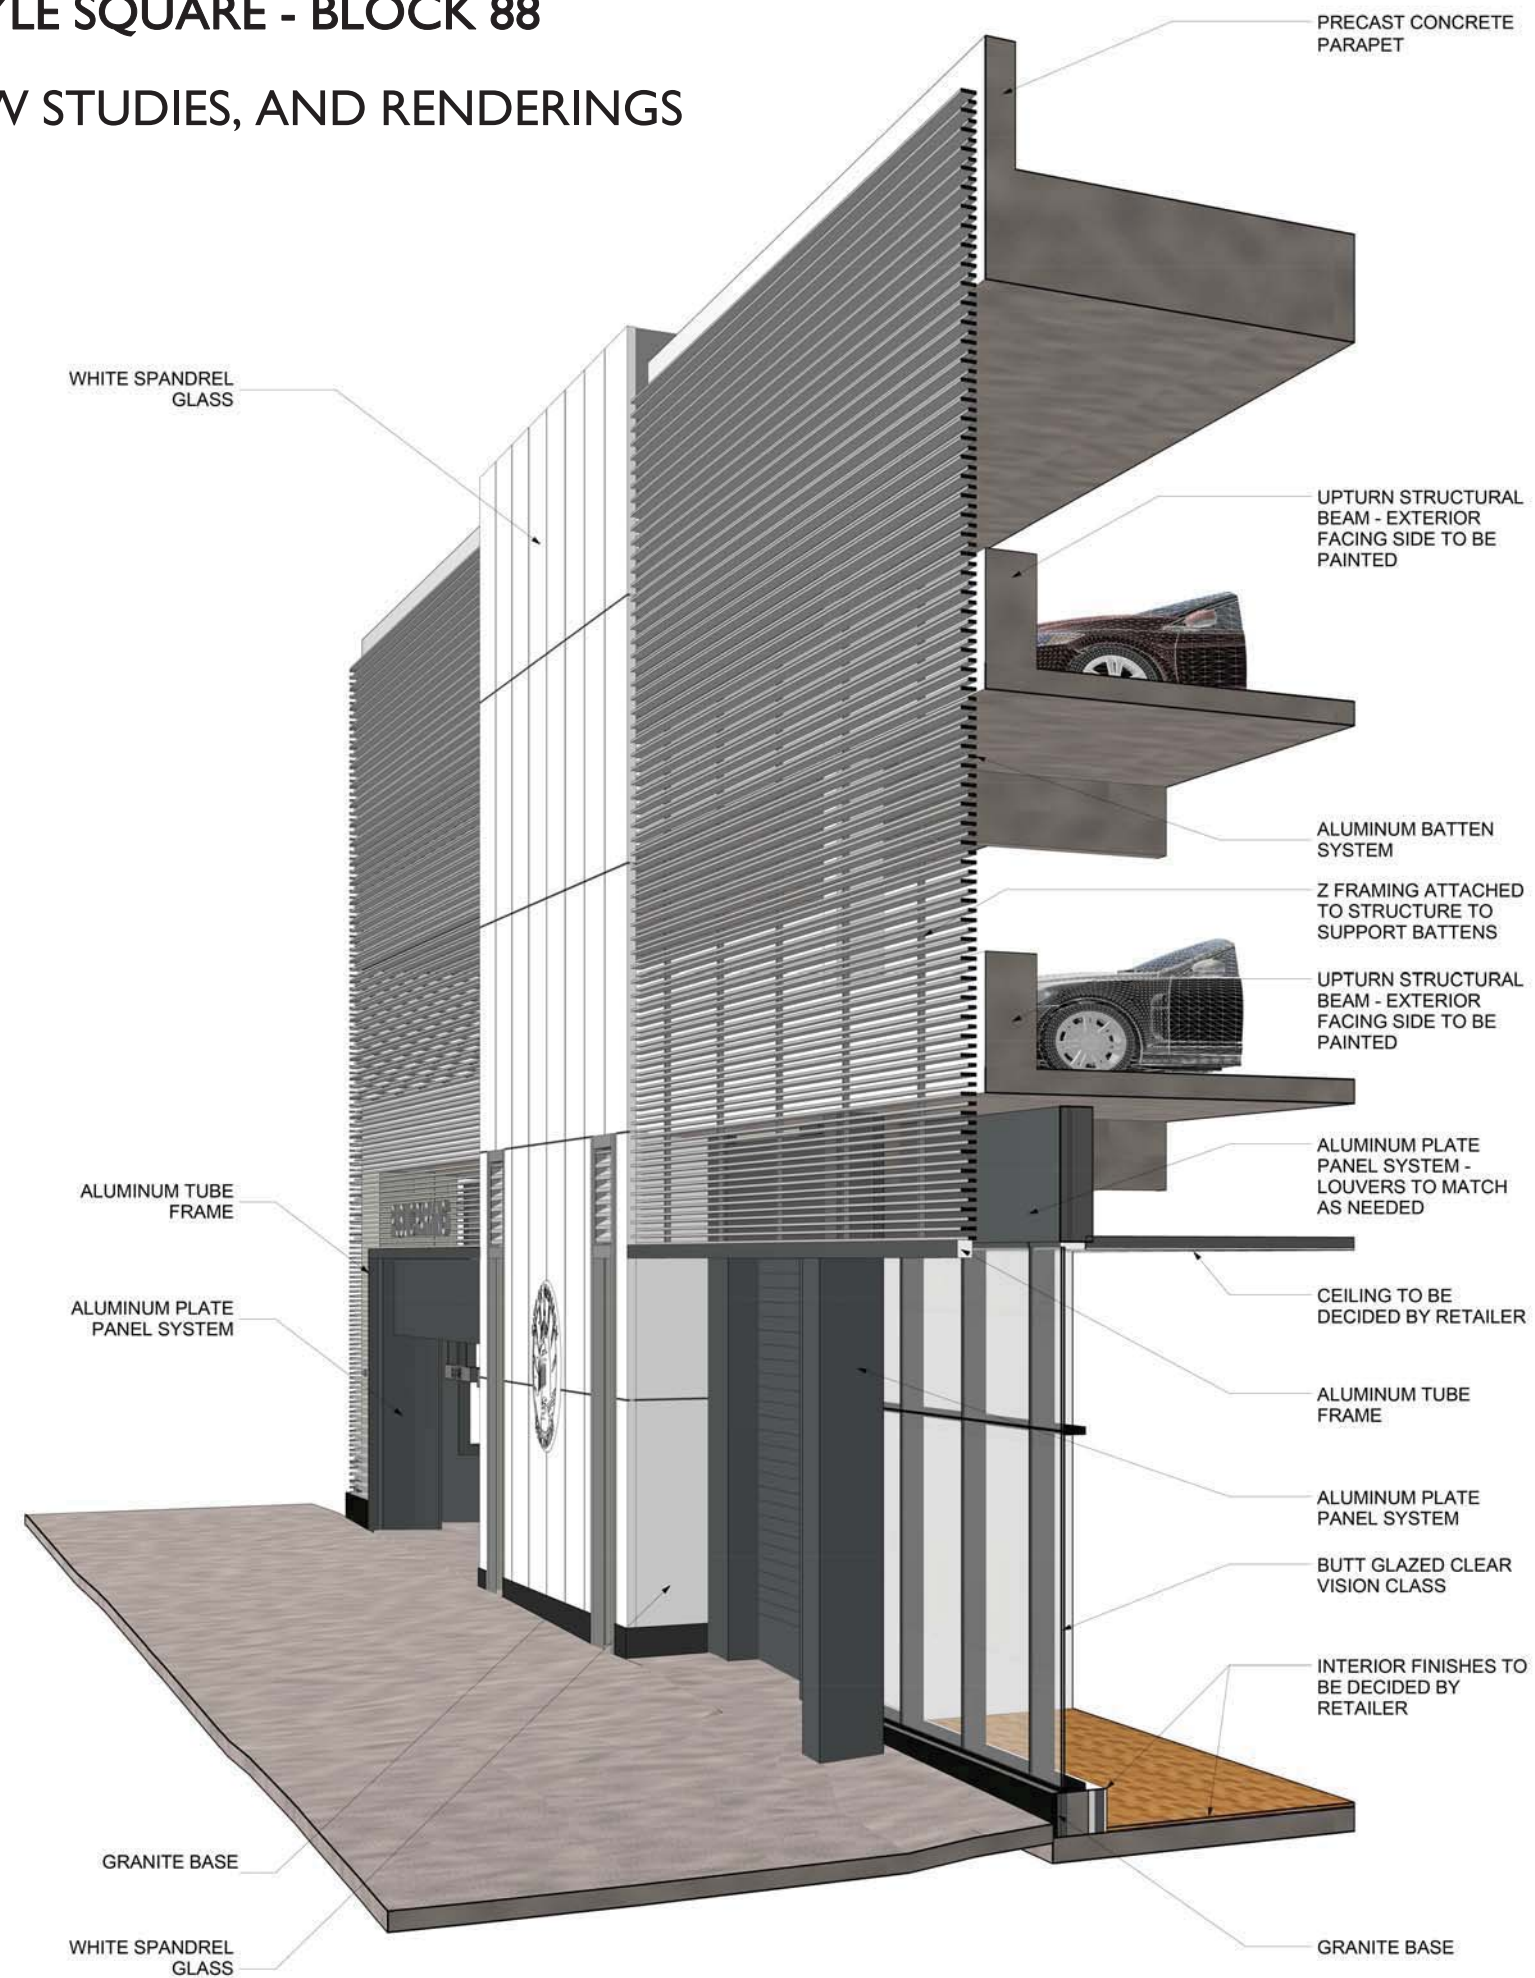 YLE SQUARE - BLOCK 88
W STUDIES, AND RENDERINGS
PRECAST CONCRETE
PARAPET
WHITE SPANDREL
GLASS
UPTURN STRUCTURAL
BEAM - EXTERIOR
FACING SIDE TO BE
PAINTED
ALUMINUM BATTEN
SYSTEM
Z FRAMING ATTACHED
TO STRUCTURE TO
SUPPORT BATTENS
UPTURN STRUCTURAL
BEAM - EXTERIOR
FACING SIDE TO BE
PAINTED
ALUMINUM PLATE
PANEL SYSTEM -
LOUVERS TO MATCH
AS NEEDED
ALUMINUM TUBE
FRAME
ALUMINUM PLATE
PANEL SYSTEM
CEILING TO BE
DECIDED BY RETAILER
ALUMINUM TUBE
FRAME
ALUMINUM PLATE
PANEL SYSTEM
BUTT GLAZED CLEAR
VISION CLASS
INTERIOR FINISHES TO
BE DECIDED BY
RETAILER
GRANITE BASE
WHITE SPANDREL
GLASS
GRANITE BASE